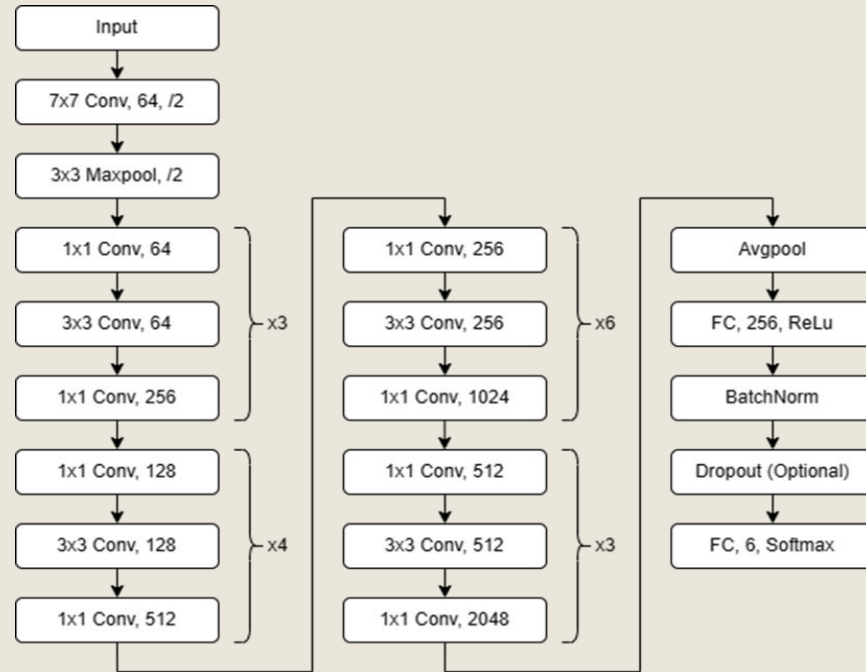 Input
7x7 Conv, 64, /2
3x3 Maxpool, /2
1x1 Conv, 64
3x3 Conv, 64
1x1 Conv, 256
x3
1x1 Conv, 128
3x3 Conv, 128
1x1 Conv, 512
x4
1x1 Conv, 256
3x3 Conv, 256
1x1 Conv, 1024
x6
1x1 Conv, 512
3x3 Conv, 512
1x1 Conv, 2048
x3
Avgpool
FC, 256, ReLu
BatchNorm
Dropout (Optional)
FC, 6, Softmax